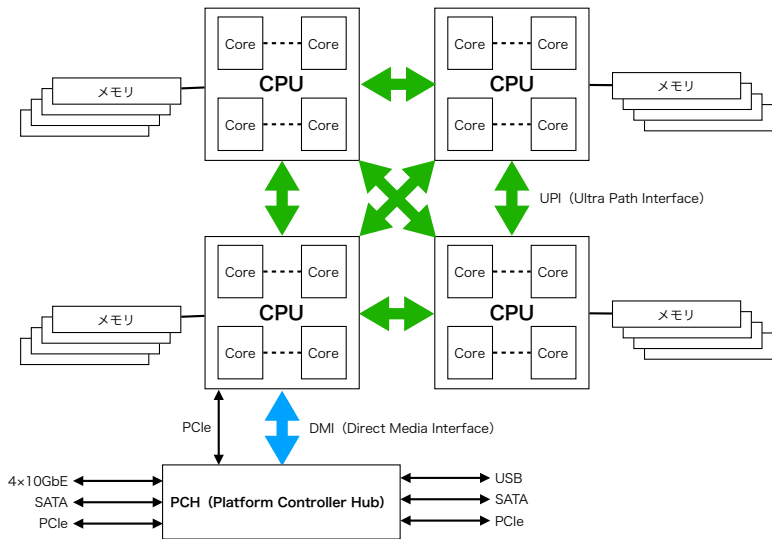 Core Core
CPU
Core Core
Core Core
CPU
Core Core
メモリ
メモリ
UPI（Ultra Path Interface）
Core Core
CPU
Core Core
Core Core
CPU
Core Core
メモリ
メモリ
PCIe
DMI（Direct Media Interface）
4×10GbE
SATA
PCIe
PCH（Platform Controller Hub）
USB
SATA
PCIe